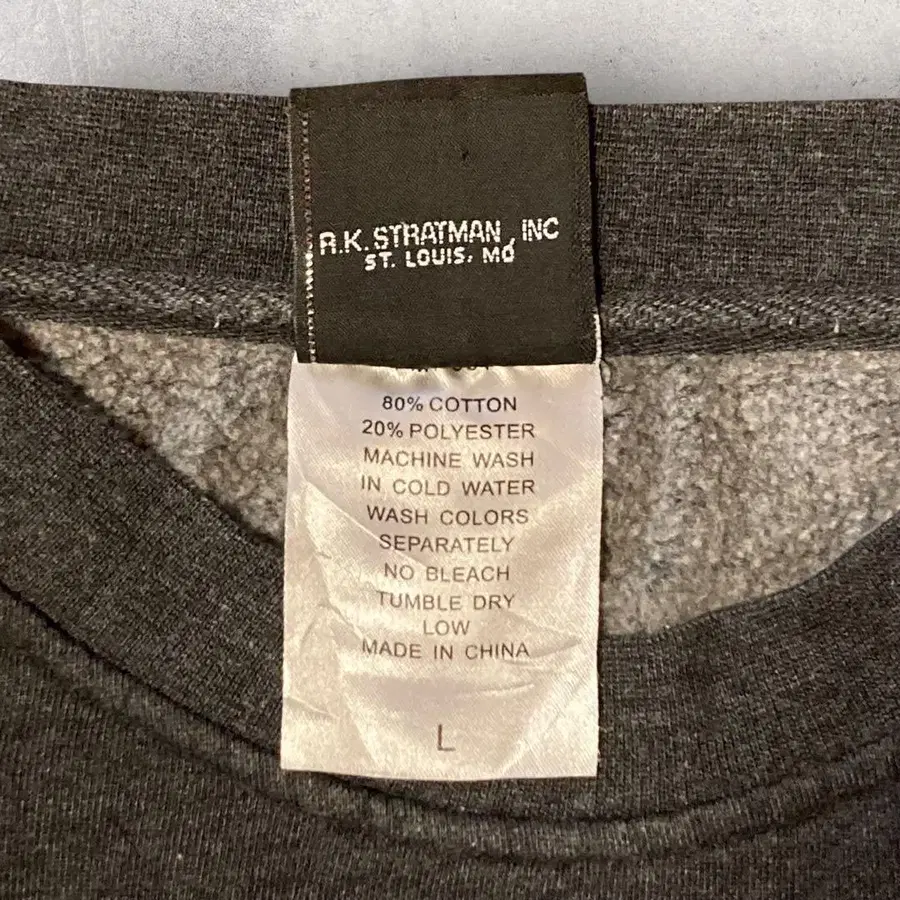 R.K. STRATMAN, INC
ST. LOUIS, MO
80% COTTON
20% POLYESTER
MACHINE WASH
IN COLD WATER
WASH COLORS
SEPARATELY
NO BLEACH
TUMBLE DRY
LOW
MADE IN CHINA
L